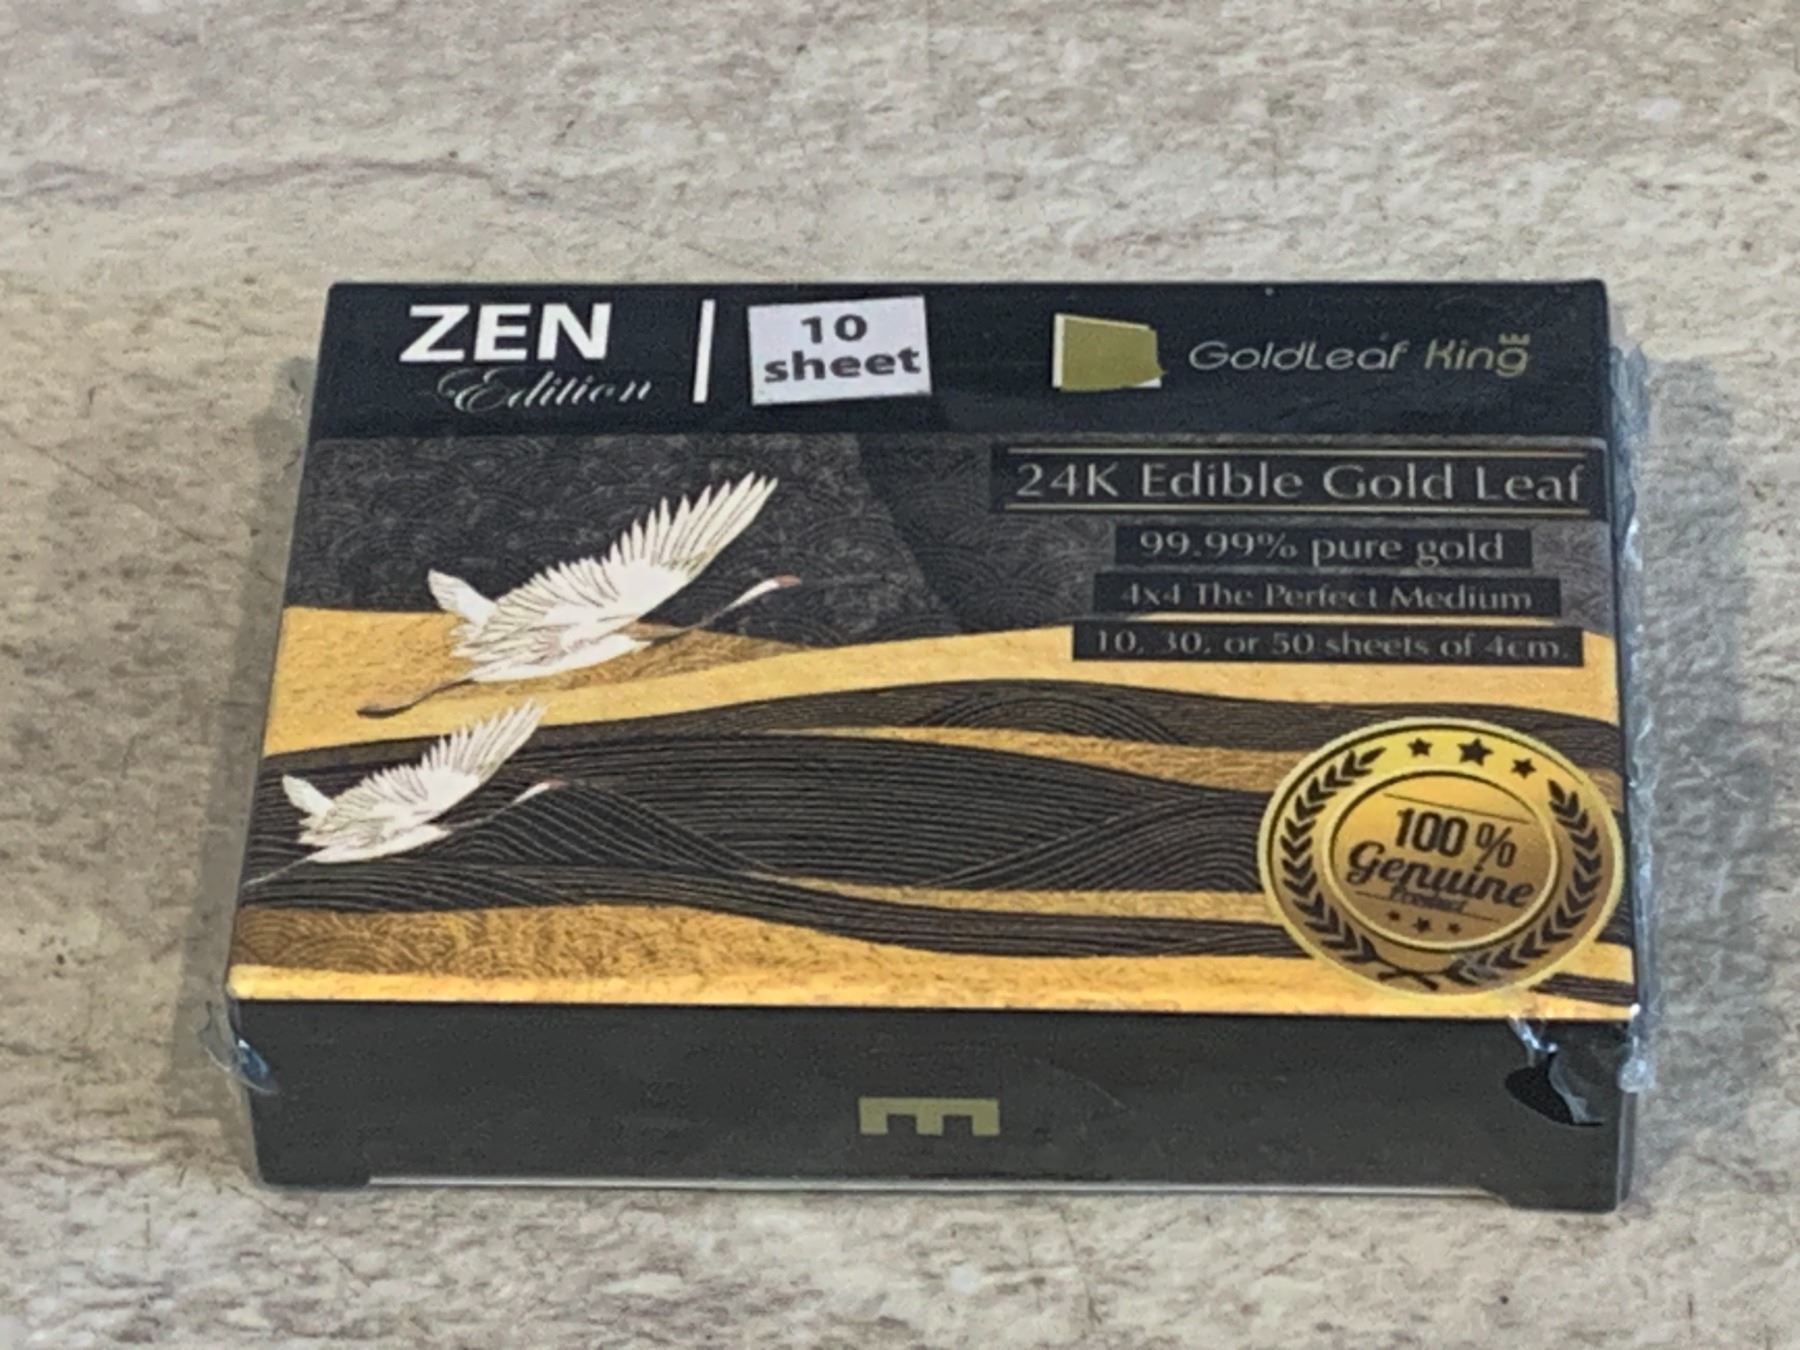 ZEN
Edition
10
sheet
GoldLeaf King
24K Edible Gold Leaf
99.99% pure gold
4x4 The Perfect Medium
10, 30, or 50 sheets of 4cm.
100 %
Genuine
Product